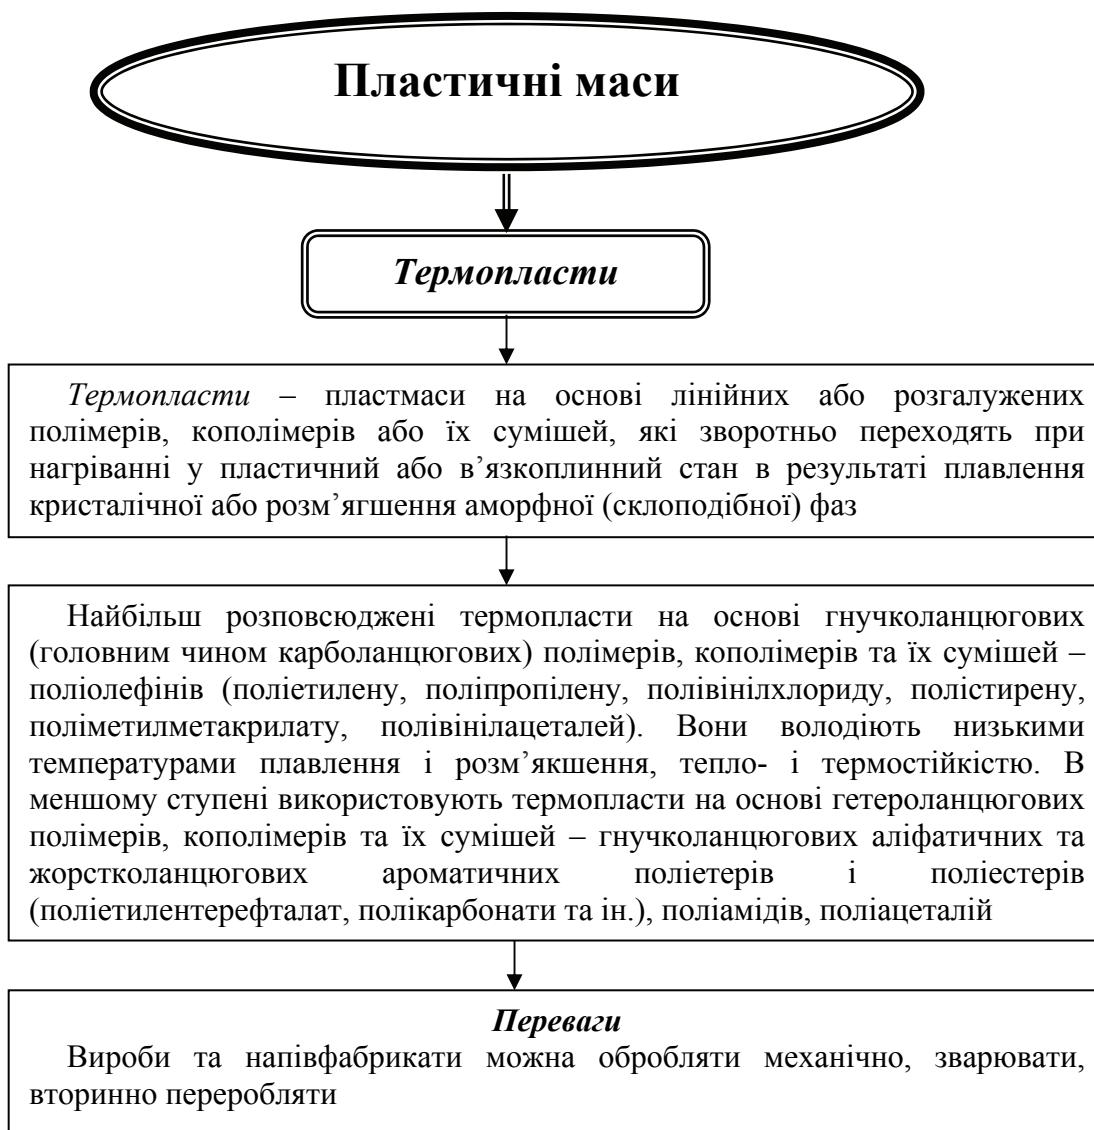 Пластичні маси
Термопласти
Термопласти – пластмаси на основі лінійних або розгалужених
полімерів, кополімерів або їх сумішей, які зворотньо переходять при
нагріванні у пластичний або в’язкоплинний стан в результаті плавлення
кристалічної або розм’ягшення аморфної (склоподібної) фаз
Найбільш розповсюджені термопласти на основі гнучколанцюгових
(головним чином карболанцюгових) полімерів, кополімерів та їх сумішей –
поліолефінів (поліетилену, поліпропілену, полівінілхлориду, полістирену,
поліметилметакрилату, полівінілацеталей). Вони володіють низькими
температурами плавлення і розм’якшення, тепло- і термостійкістю. В
меншому ступені використовують термопласти на основі гетероланцюгових
полімерів, кополімерів та їх сумішей – гнучколанцюгових аліфатичних та
жорстколанцюгових ароматичних поліетерів і поліестерів
(поліетилентерефталат, полікарбонати та ін.), поліамідів, поліацеталій
Переваги
Вироби та напівфабрикати можна обробляти механічно, зварювати,
вторинно переробляти